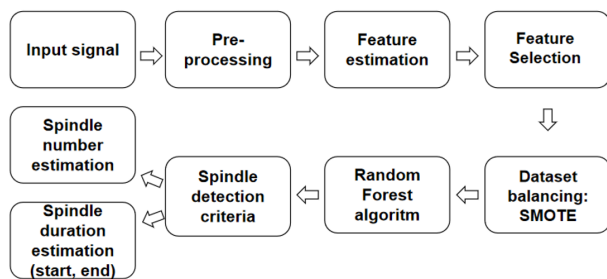 Input signal
Pre-
processing
Feature
estimation
Feature
Selection
Spindle
number
estimation
Spindle
detection
criteria
Random
Forest
algoritm
Dataset
balancing:
SMOTE
Spindle
duration
estimation
(start, end)